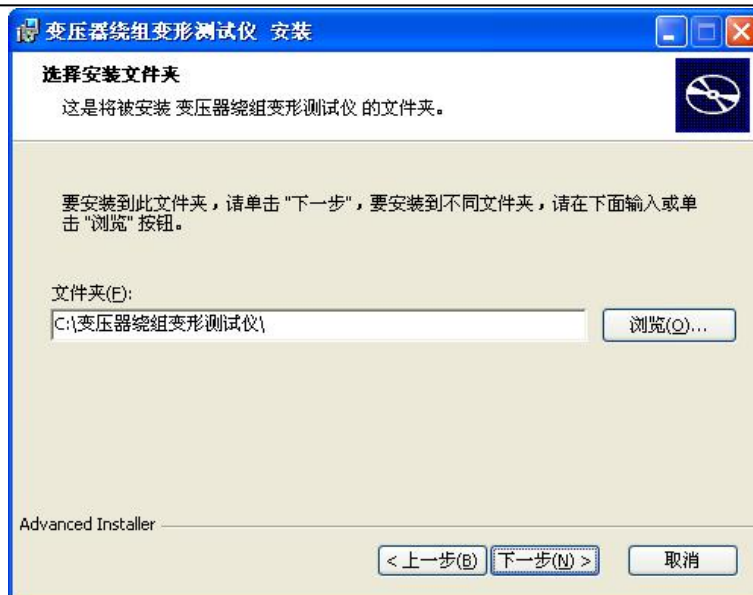 变压器绕组变形测试仪 安装
选择安装文件夹
这是将被安装 变压器绕组变形测试仪 的文件夹。
要安装到此文件夹，请单击 "下一步"，要安装到不同文件夹，请在下面输入或单
击 "浏览" 按钮。
文件夹(F):
C:\变压器绕组变形测试仪\
浏览(O)...
Advanced Installer
< 上一步(B)
下一步(N) >
取消